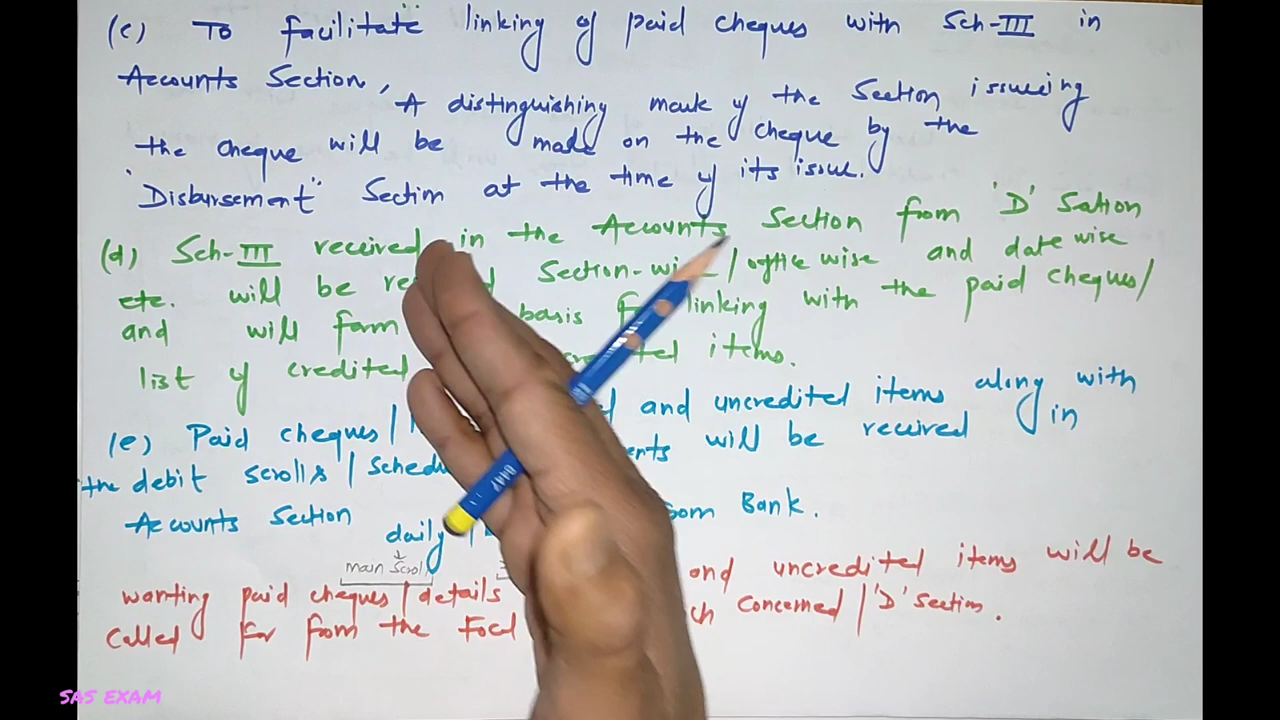 (c) To facilitate linking of paid cheques with Sch-III in
Accounts Section, A distinguishing mark of the Section issueing
the cheque will be made on the cheque by the
"Disbursement" Section at the time of its issue.
(d) Sch-III received in the Accounts Section from 'D' Section
etc. will be Section-wise/office wise and date wise
and will form basis for linking with the paid cheques/
list of credited items.
(e) Paid cheques/ and uncredited items along with
the debit scrolls/ will be received in
Accounts Section daily/ Bank.
main Scroll
wanting paid cheques/details and uncredited items will be
called for from the concerned/'D' section.
SAS EXAM